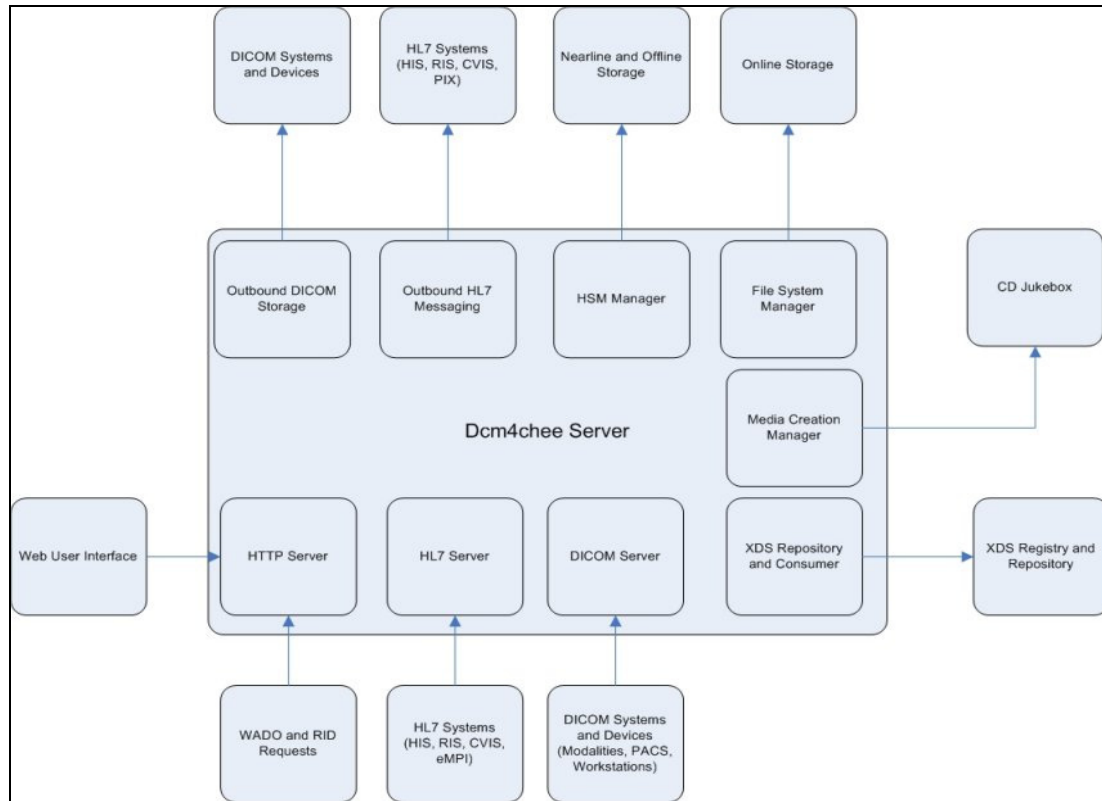 DICOM Systems
and Devices
HL7 Systems
(HIS, RIS, CVIS,
PIX)
Nearline and Offline
Storage
Online Storage
Outbound DICOM
Storage
Outbound HL7
Messaging
HSM Manager
File System
Manager
CD Jukebox
Media Creation
Manager
Dcm4chee Server
Web User Interface
HTTP Server
HL7 Server
DICOM Server
XDS Repository
and Consumer
XDS Registry and
Repository
WADO and RID
Requests
HL7 Systems
(HIS, RIS, CVIS,
eMPI)
DICOM Systems
and Devices
(Modalities, PACS,
Workstations)